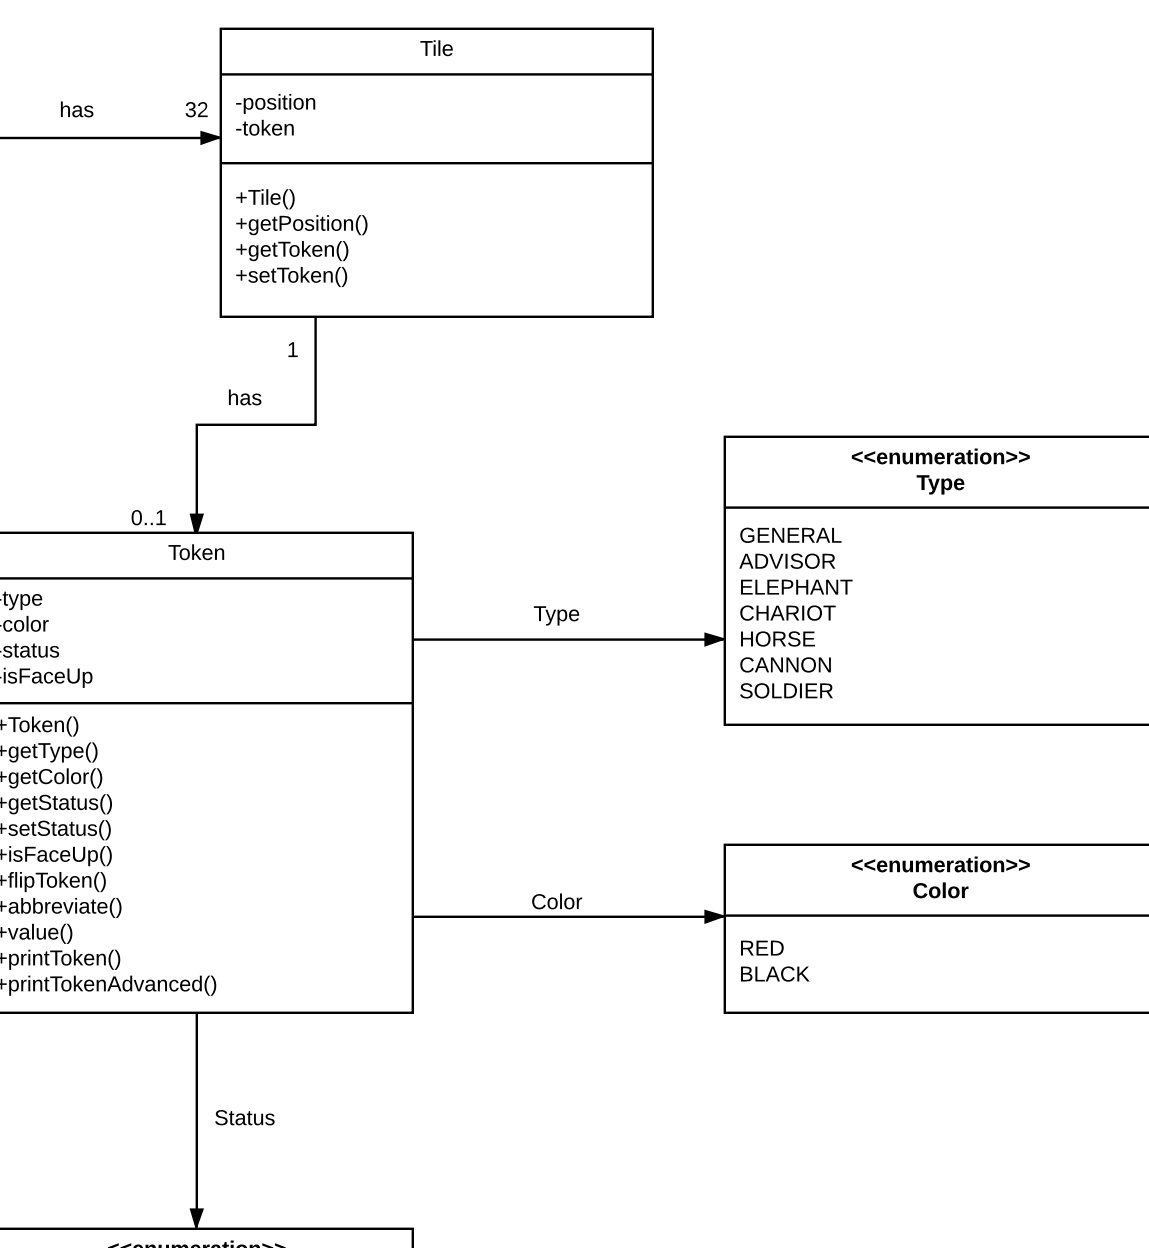 Tile
has
32
-position
-token
+Tile()
+getPosition()
+getToken()
+setToken()
1
has
0..1
Token
-type
-color
-status
-isFaceUp
+Token()
+getType()
+getColor()
+getStatus()
+setStatus()
+isFaceUp()
+flipToken()
+abbreviate()
+value()
+printToken()
+printTokenAdvanced()
Type
<<enumeration>>
Type
GENERAL
ADVISOR
ELEPHANT
CHARIOT
HORSE
CANNON
SOLDIER
Color
<<enumeration>>
Color
RED
BLACK
Status
<<enumeration>>